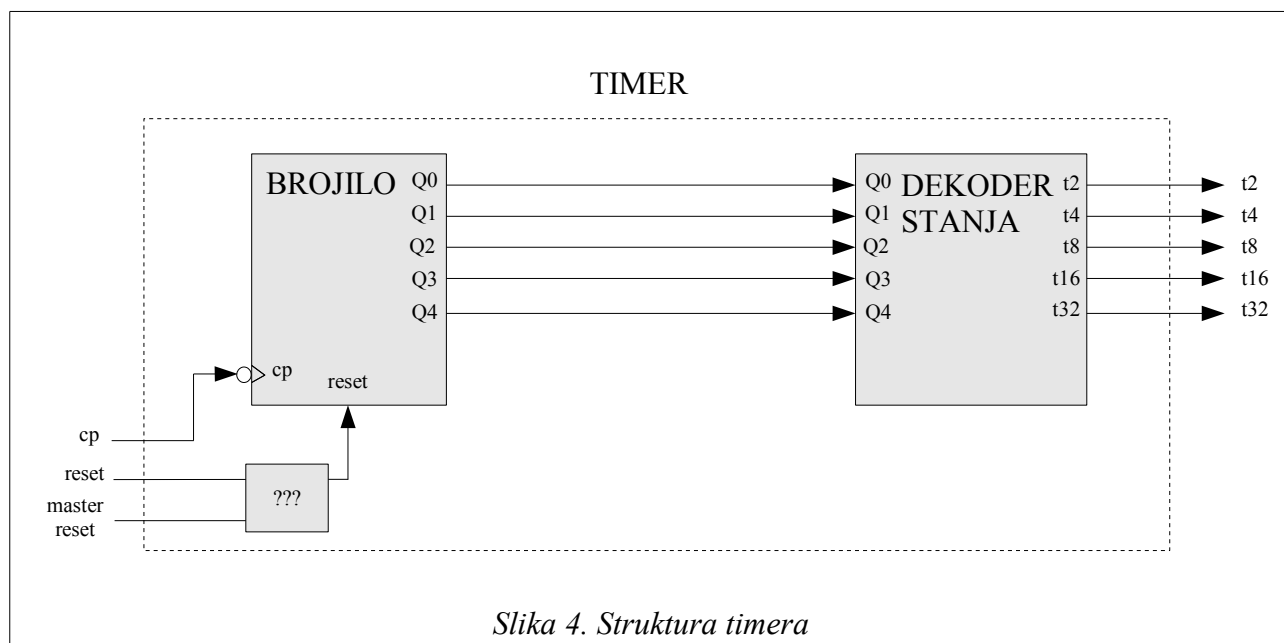 TIMER
BROJILO
Q0
Q1
Q2
Q3
Q4
cp
reset
DEKODER
STANJA
Q0
Q1
Q2
Q3
Q4
t2
t4
t8
t16
t32
t2
t4
t8
t16
t32
cp
reset
master
reset
???
Slika 4. Struktura timera